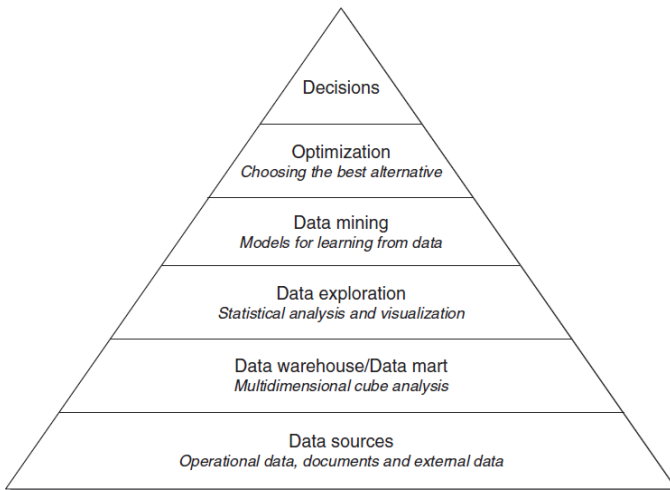 Decisions
Optimization
Choosing the best alternative
Data mining
Models for learning from data
Data exploration
Statistical analysis and visualization
Data warehouse/Data mart
Multidimensional cube analysis
Data sources
Operational data, documents and external data